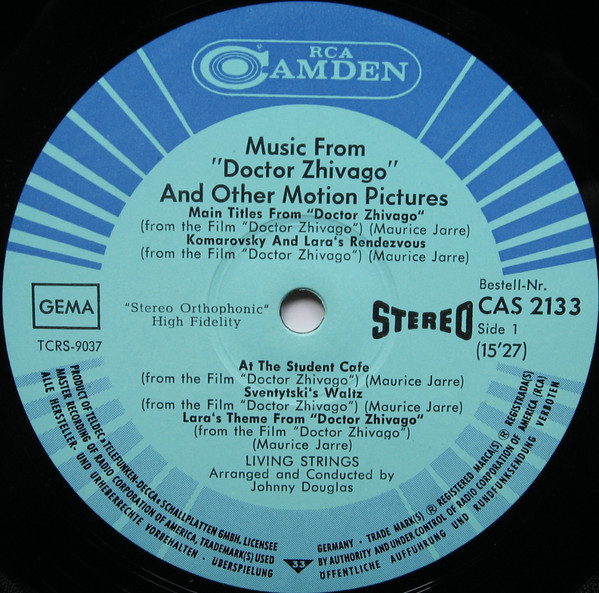 RCA
CAMDEN
Music From
"Doctor Zhivago"
And Other Motion Pictures
Main Titles From "Doctor Zhivago"
(from the Film "Doctor Zhivago") (Maurice Jarre)
Komarovsky And Lara's Rendezvous
(from the Film "Doctor Zhivago") (Maurice Jarre)
GEMA
TCRS-9037
"Stereo Orthophonic"
High Fidelity
STEREO
Bestell-Nr.
CAS 2133
Side 1
(15'27)
At The Student Cafe
(from the Film "Doctor Zhivago") (Maurice Jarre)
Sventytski's Waltz
(from the Film "Doctor Zhivago") (Maurice Jarre)
Lara's Theme From "Doctor Zhivago"
(from the Film "Doctor Zhivago")
(Maurice Jarre)
LIVING STRINGS
Arranged and Conducted by
Johnny Douglas
PRODUCT OF TELDEC »TELEFUNKEN-DECCA« SCHALLPLATTEN GMBH. LICENSEE
MASTER RECORDING OF RADIO CORPORATION OF AMERICA, TRADEMARK(S) USED
ALLE HERSTELLER- UND URHEBERRECHTE VORBEHALTEN · ÜBERSPIELUNG
33
GERMANY · TRADE MARK(S) ® REGISTERED MARCA(S) ® REGISTRADA(S)
BY AUTHORITY AND UNDER CONTROL OF RADIO CORPORATION OF AMERICA (RCA)
ÖFFENTLICHE AUFFÜHRUNG UND RUNDFUNKSENDUNG VERBOTEN